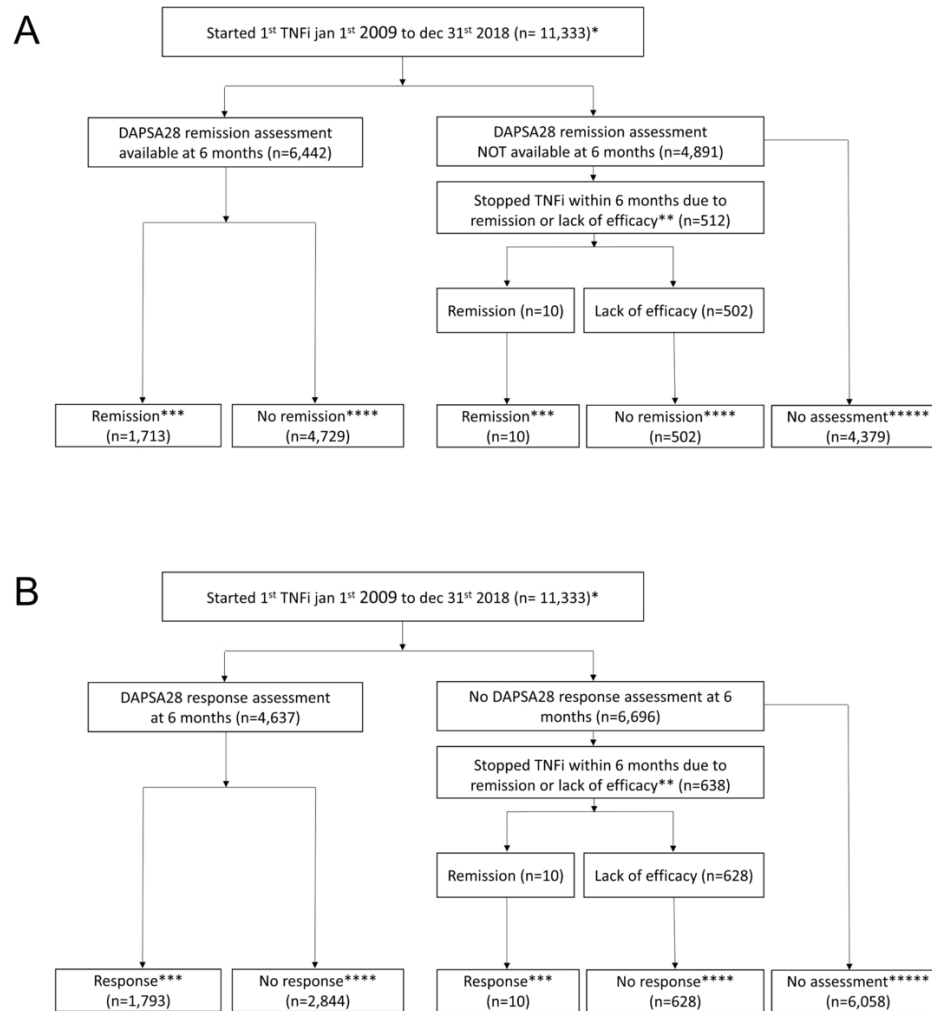 A
Started 1st TNFi jan 1st 2009 to dec 31st 2018 (n= 11,333)*
DAPSA28 remission assessment
available at 6 months (n=6,442)
DAPSA28 remission assessment
NOT available at 6 months (n=4,891)
Stopped TNFi within 6 months due to
remission or lack of efficacy** (n=512)
Remission (n=10)
Lack of efficacy (n=502)
Remission***
(n=1,713)
No remission****
(n=4,729)
Remission***
(n=10)
No remission****
(n=502)
No assessment*****
(n=4,379)
B
Started 1st TNFi jan 1st 2009 to dec 31st 2018 (n= 11,333)*
DAPSA28 response assessment
at 6 months (n=4,637)
No DAPSA28 response assessment at 6
months (n=6,696)
Stopped TNFi within 6 months due to
remission or lack of efficacy** (n=638)
Remission (n=10)
Lack of efficacy (n=628)
Response***
(n=1,793)
No response****
(n=2,844)
Response***
(n=10)
No response****
(n=628)
No assessment*****
(n=6,058)